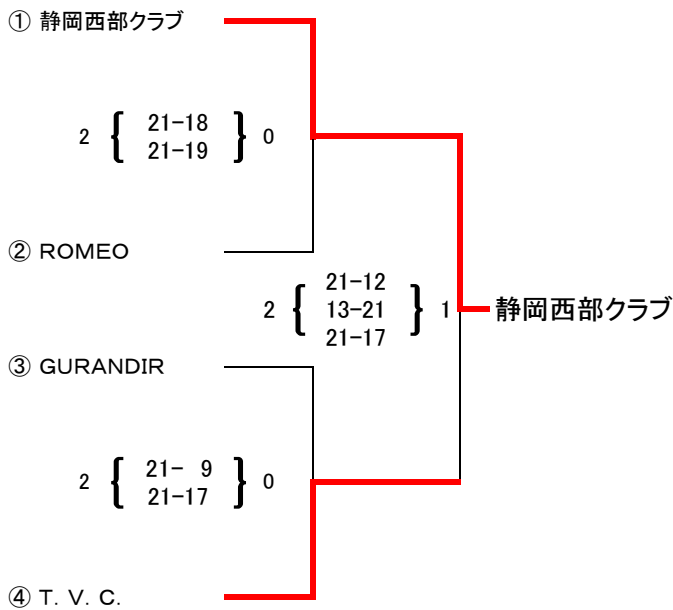 ① 静岡西部クラブ
2 { 21-18 } 0
21-19
② ROMEO
21-12
2 { 13-21 } 1 静岡西部クラブ
21-17
③ GURANDIR
2 { 21- 9 } 0
21-17
④ T. V. C.